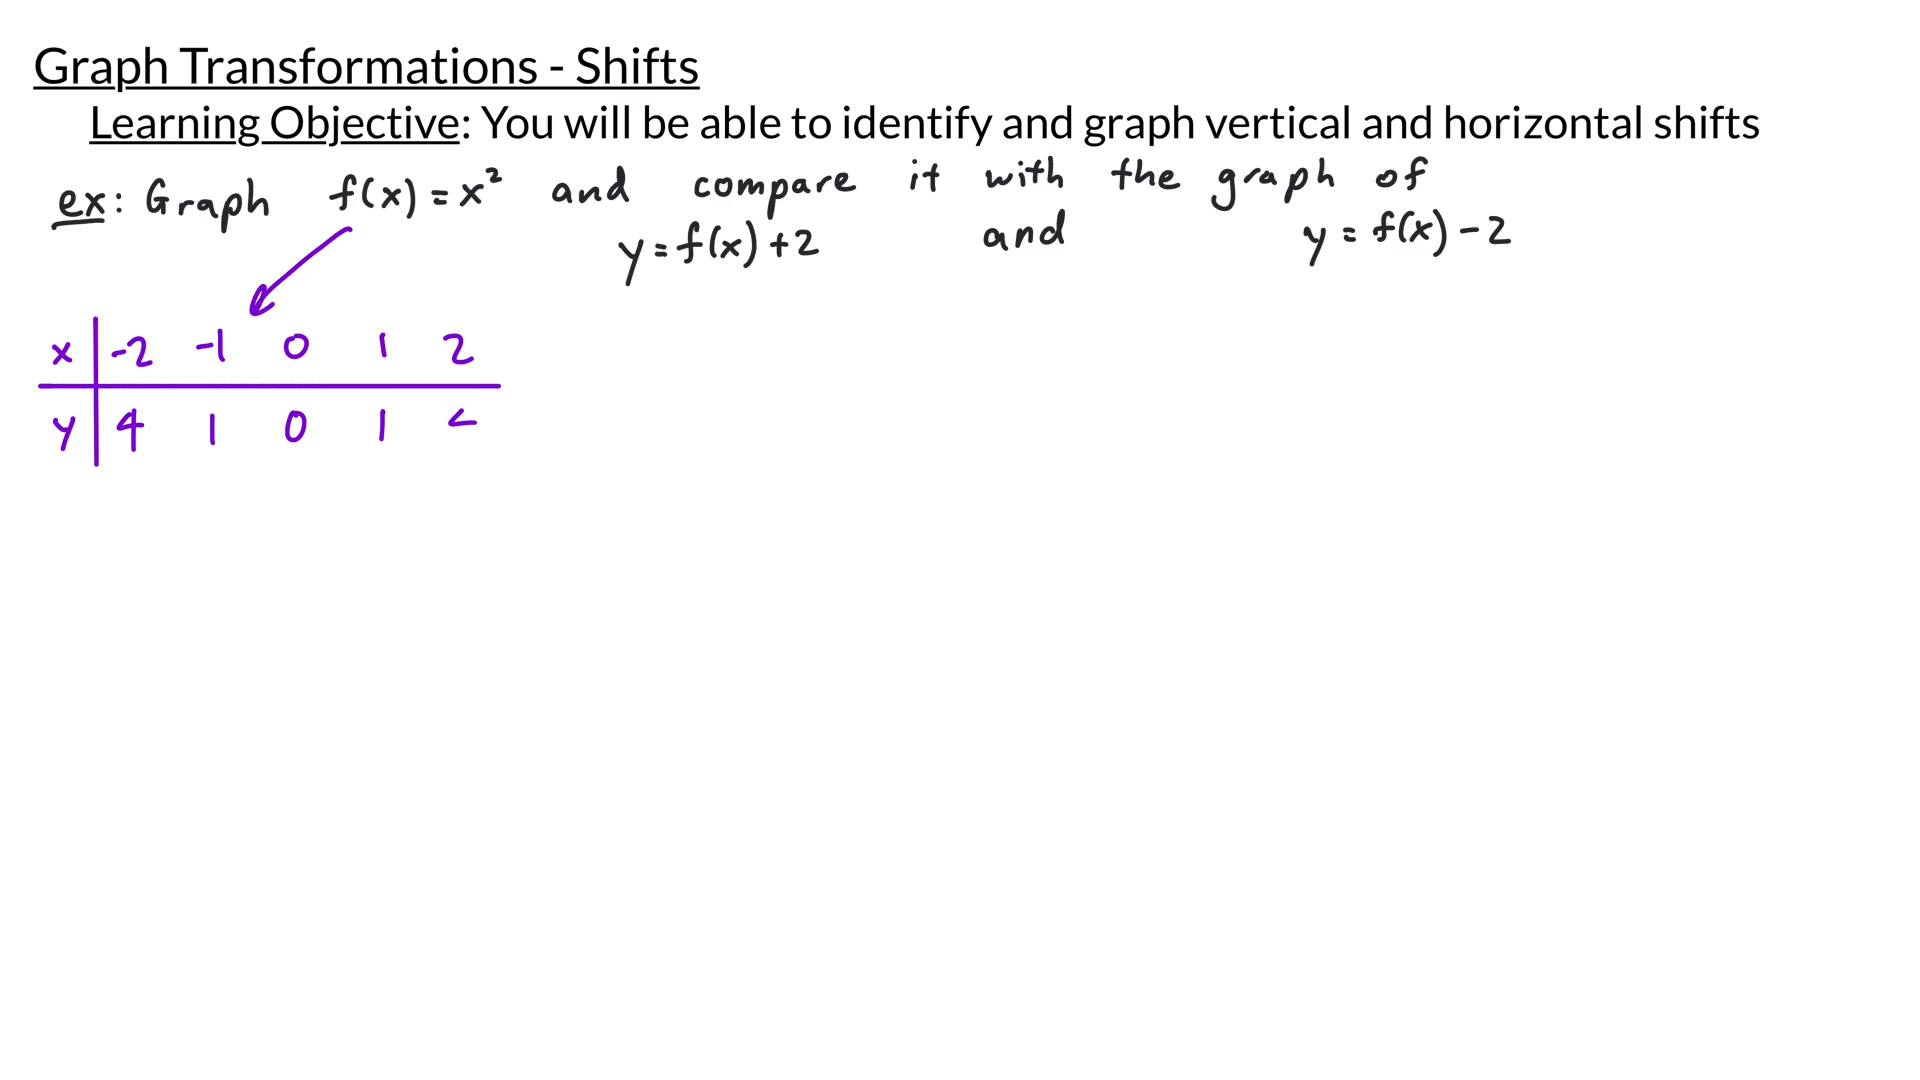 Graph Transformations - Shifts
Learning Objective: You will be able to identify and graph vertical and horizontal shifts
ex: Graph f(x) = x² and compare it with the graph of
y = f(x) + 2 and y = f(x) - 2
x -2 -1 0 1 2
y 4 1 0 1